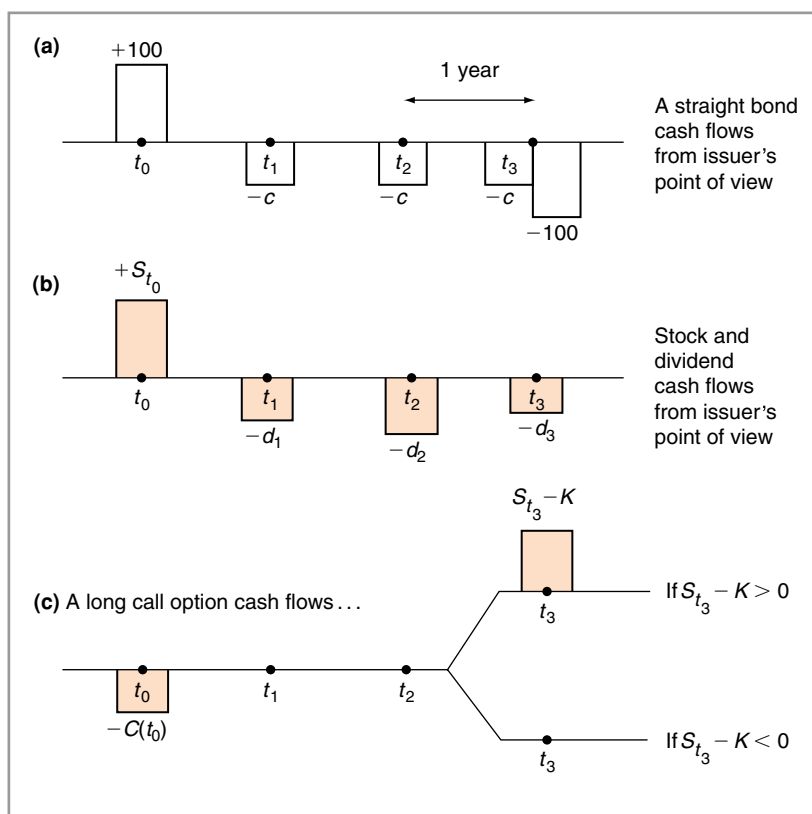 (a)
+100
1 year
t0
t1
t2
t3
−c
−c
−c
−100
A straight bond
cash flows
from issuer's
point of view
(b)
+St0
t0
t1
t2
t3
−d1
−d2
−d3
Stock and
dividend
cash flows
from issuer's
point of view
(c) A long call option cash flows...
St3 − K
t3
If St3 − K > 0
t0
t1
t2
−C(t0)
t3
If St3 − K < 0